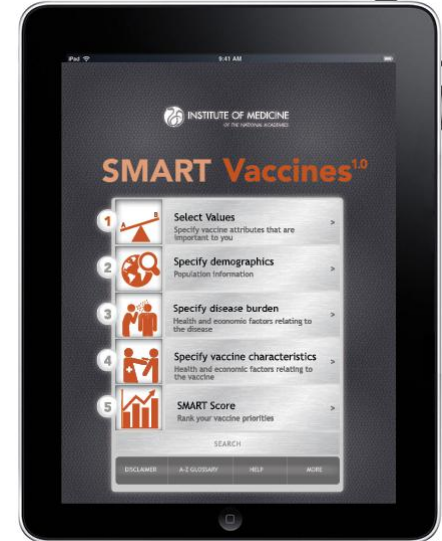 iPad
9:41 AM
INSTITUTE OF MEDICINE
OF THE NATIONAL ACADEMIES
SMART Vaccines1.0
A B
1
Select Values
Specify vaccine attributes that are
important to you
2
Specify demographics
Population information
3
Specify disease burden
Health and economic factors relating to
the disease
4
Specify vaccine characteristics
Health and economic factors relating to
the vaccine
5
SMART Score
Rank your vaccine priorities
SEARCH
DISCLAIMER A-Z GLOSSARY HELP MORE